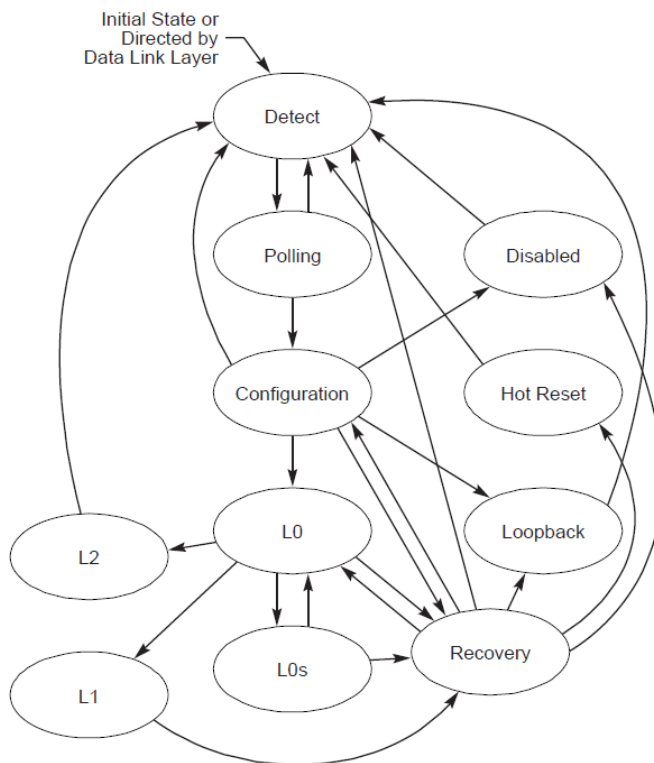 Initial State or
Directed by
Data Link Layer
Detect
Polling
Disabled
Configuration
Hot Reset
L0
Loopback
L2
L0s
Recovery
L1